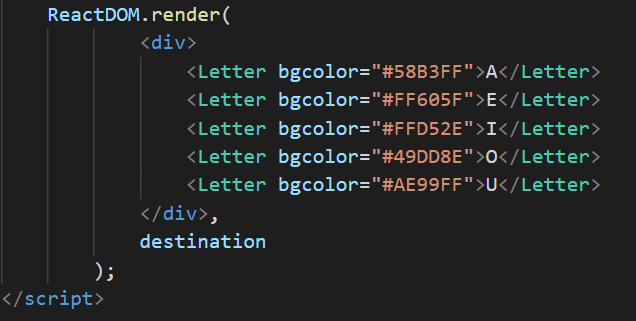 ReactDOM.render(
<div>
<Letter bgcolor="#58B3FF">A</Letter>
<Letter bgcolor="#FF605F">E</Letter>
<Letter bgcolor="#FFD52E">I</Letter>
<Letter bgcolor="#49DD8E">O</Letter>
<Letter bgcolor="#AE99FF">U</Letter>
</div>,
destination
);
</script>